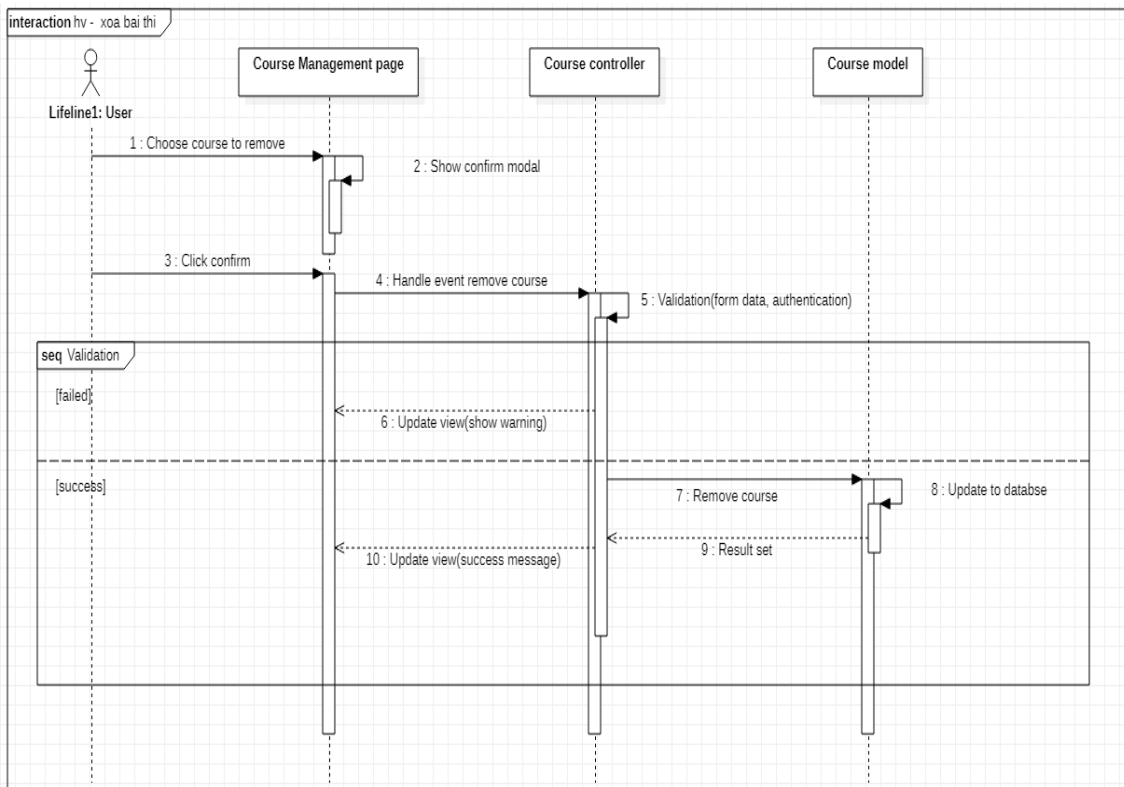 interaction hv - xoa bai thi
Course Management page
Course controller
Course model
Lifeline1: User
1 : Choose course to remove
2 : Show confirm modal
3 : Click confirm
4 : Handle event remove course
5 : Validation(form data, authentication)
seq Validation
[failed]
6 : Update view(show warning)
[success]
7 : Remove course
8 : Update to databse
9 : Result set
10 : Update view(success message)